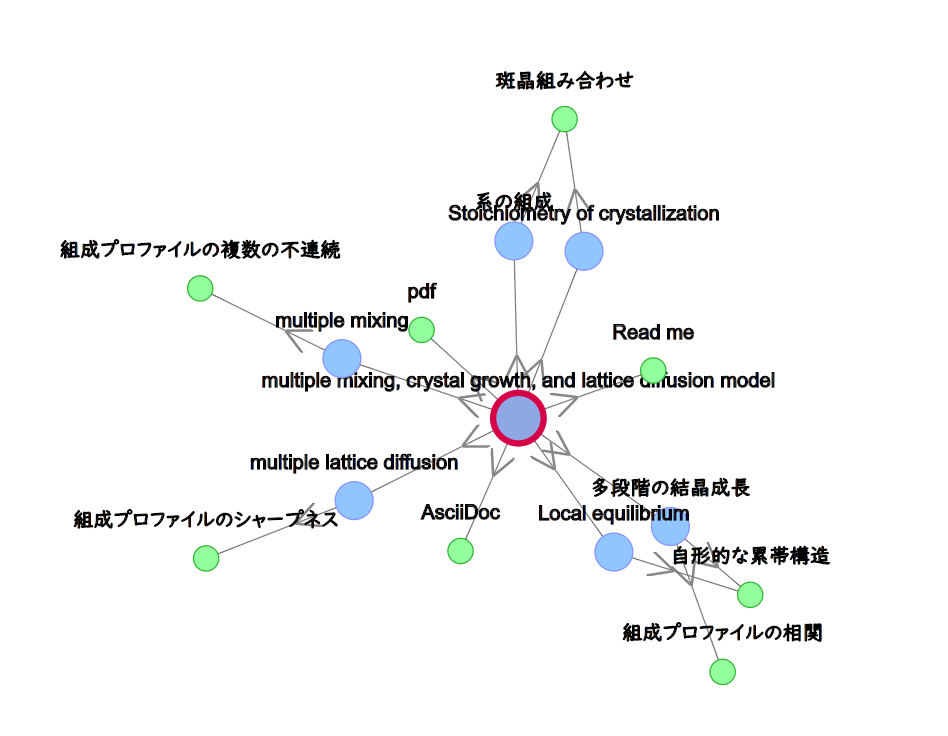 斑晶組み合わせ
系の組成
Stoichiometry of crystallization
組成プロファイルの複数の不連続
pdf
multiple mixing
Read me
multiple mixing, crystal growth, and lattice diffusion model
multiple lattice diffusion
多段階の結晶成長
組成プロファイルのシャープネス
AsciiDoc
Local equilibrium
自形的な累帯構造
組成プロファイルの相関